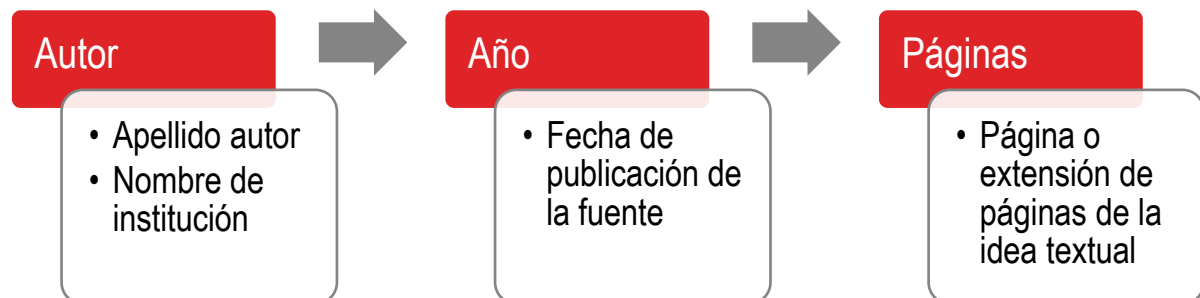 Autor
• Apellido autor
• Nombre de
institución
Año
• Fecha de
publicación de
la fuente
Páginas
• Página o
extensión de
páginas de la
idea textual